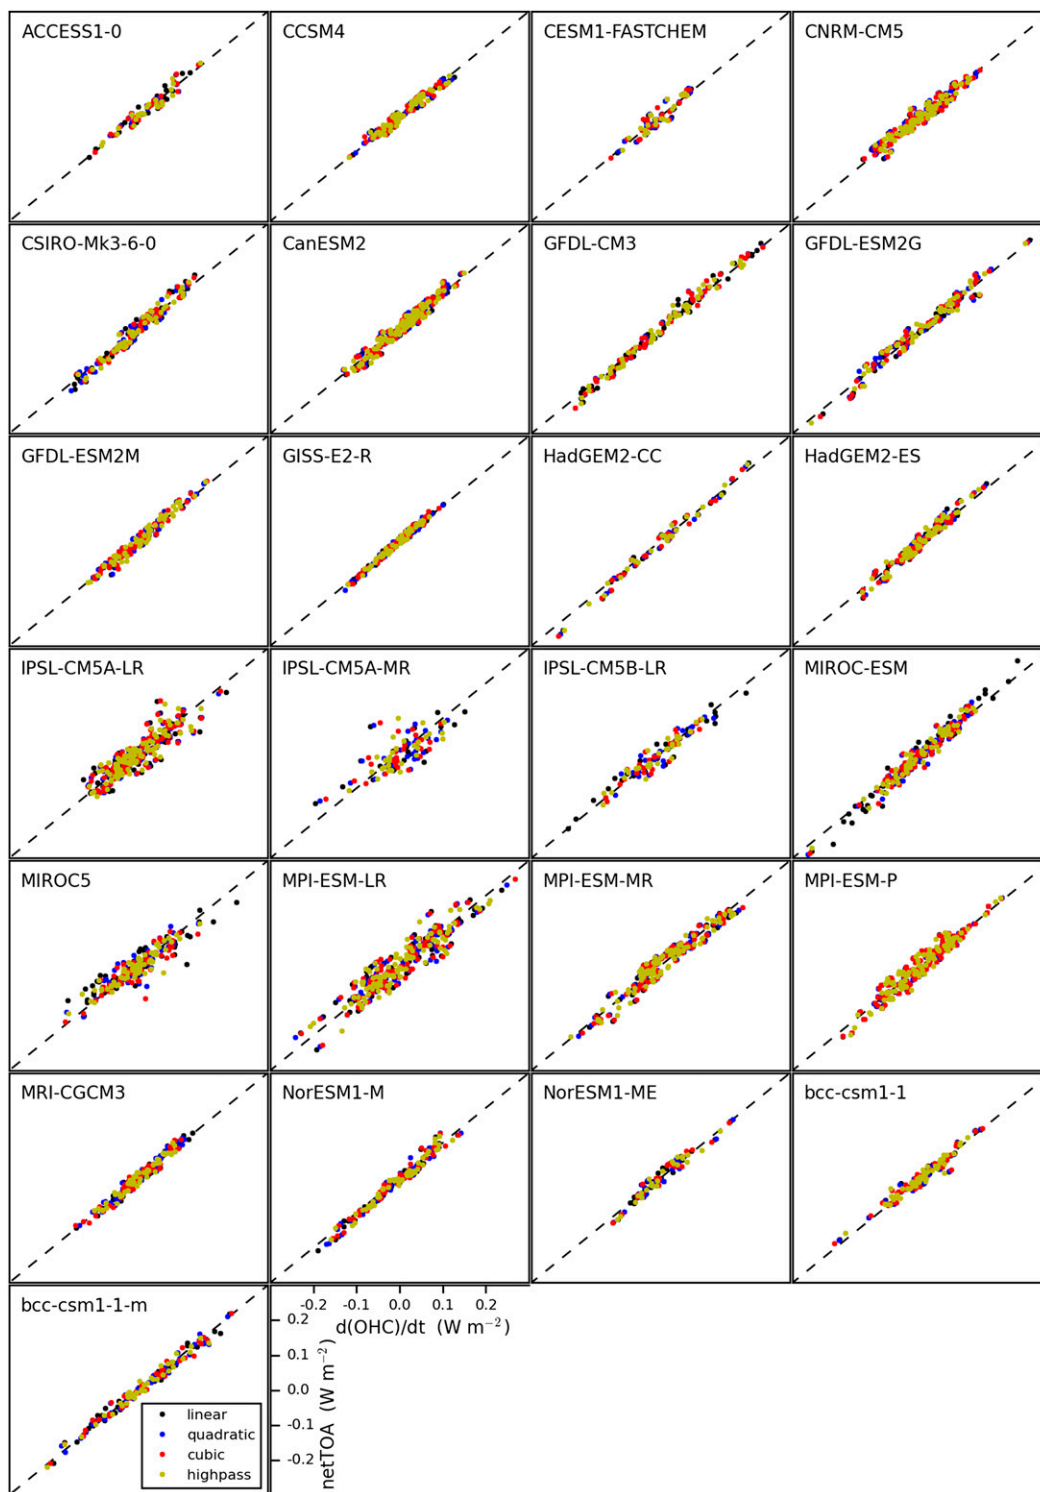 ACCESS1-0
CCSM4
CESM1-FASTCHEM
CNRM-CM5
CSIRO-Mk3-6-0
CanESM2
GFDL-CM3
GFDL-ESM2G
GFDL-ESM2M
GISS-E2-R
HadGEM2-CC
HadGEM2-ES
IPSL-CM5A-LR
IPSL-CM5A-MR
IPSL-CM5B-LR
MIROC-ESM
MIROC5
MPI-ESM-LR
MPI-ESM-MR
MPI-ESM-P
MRI-CGCM3
NorESM1-M
NorESM1-ME
bcc-csm1-1
bcc-csm1-1-m
-0.2 -0.1 0.0 0.1 0.2
d(OHC)/dt (W m⁻²)
0.2
0.1
0.0
-0.1
-0.2
netTOA (W m⁻²)
linear
quadratic
cubic
highpass